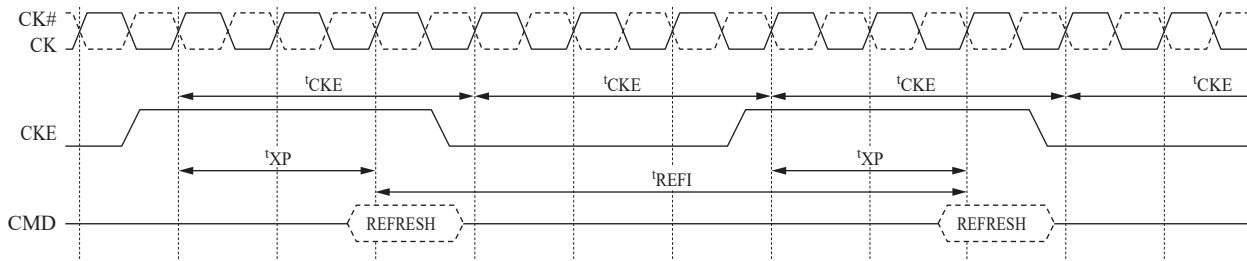 CK#
CK
tCKE tCKE tCKE tCKE
CKE
tXP tXP
tREFI
CMD REFRESH REFRESH